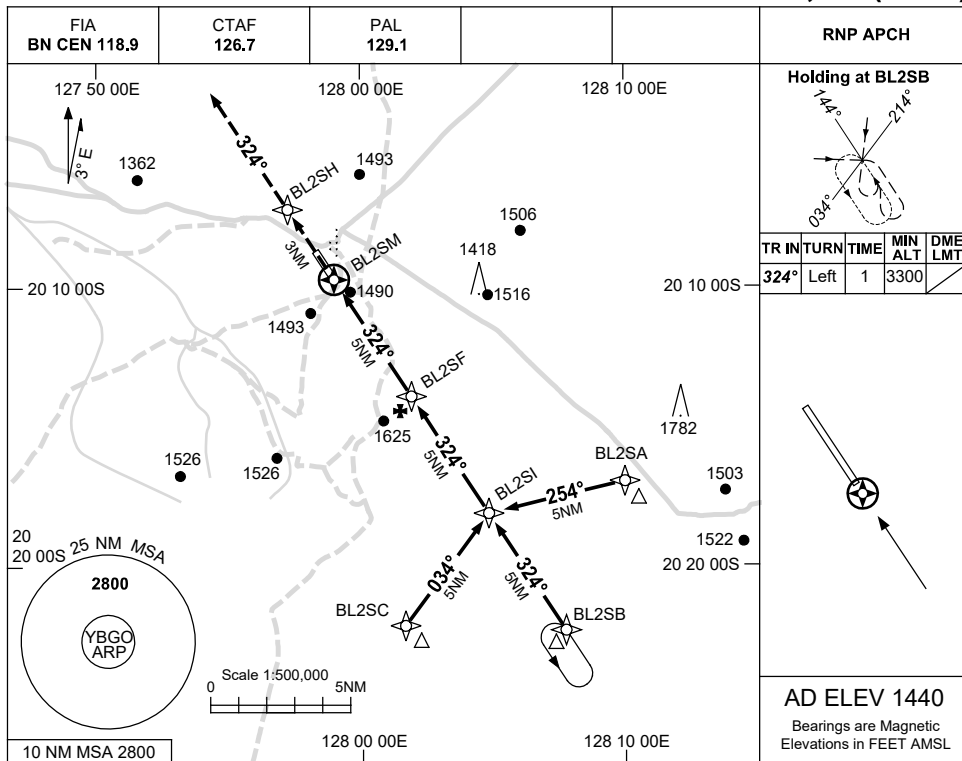 FIA
BN CEN 118.9
CTAF
126.7
PAL
129.1
RNP APCH
127 50 00E
128 00 00E
128 10 00E
3° E
1362
324°
1493
BL2SH
3NM
BL2SM
1506
1418
1516
20 10 00S
1490
20 10 00S
1493
324°
5NM
BL2SF
1625
1782
1526
1526
324°
5NM
BL2SI
BL2SA
254°
5NM
1503
1522
20
20 00S
25 NM MSA
2800
YBGO
ARP
034°
5NM
324°
5NM
20 20 00S
BL2SC
BL2SB
Scale 1:500,000
0
5NM
10 NM MSA 2800
128 00 00E
128 10 00E
Holding at BL2SB
144°
214°
034°
TR IN TURN TIME MIN ALT DME LMT
324° Left 1 3300
AD ELEV 1440
Bearings are Magnetic
Elevations in FEET AMSL